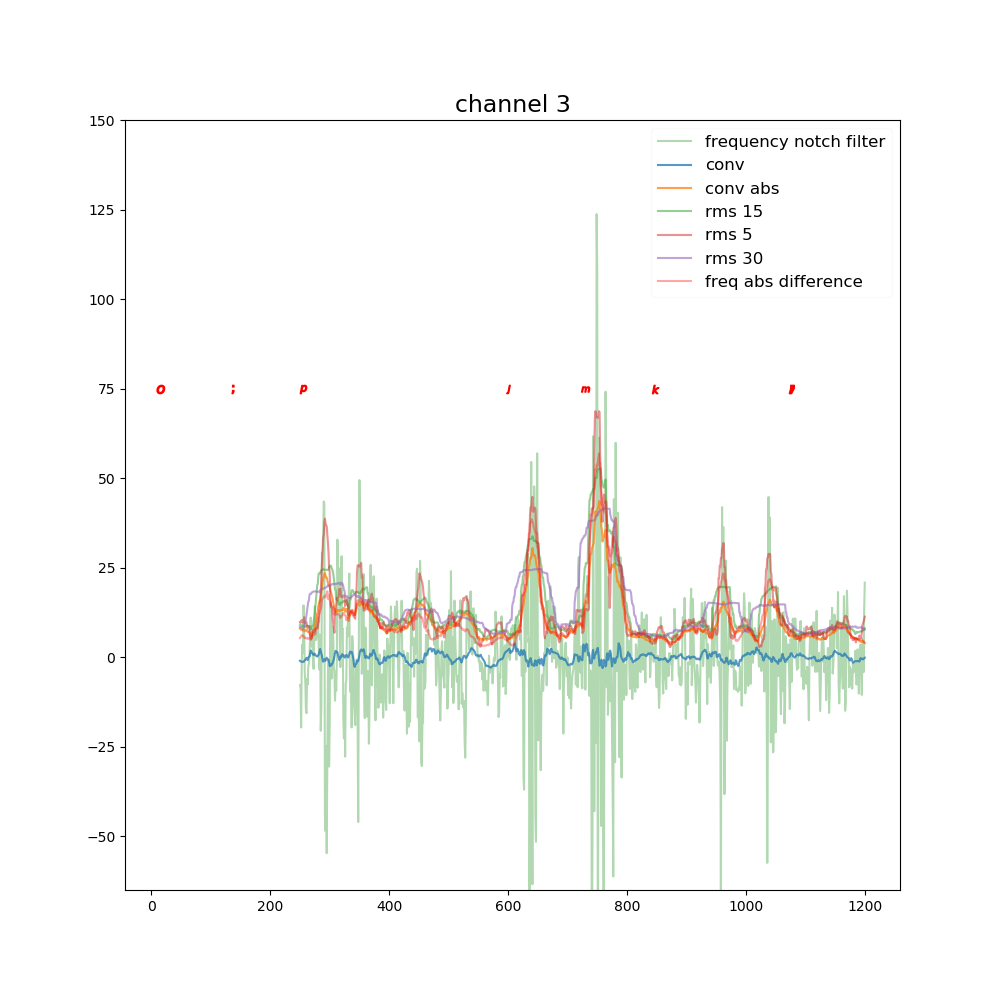 channel 3
150
frequency notch filter
conv
conv abs
rms 15
rms 5
rms 30
freq abs difference
125
100
75
o ; p j m k
50
25
0
−25
−50
0 200 400 600 800 1000 1200